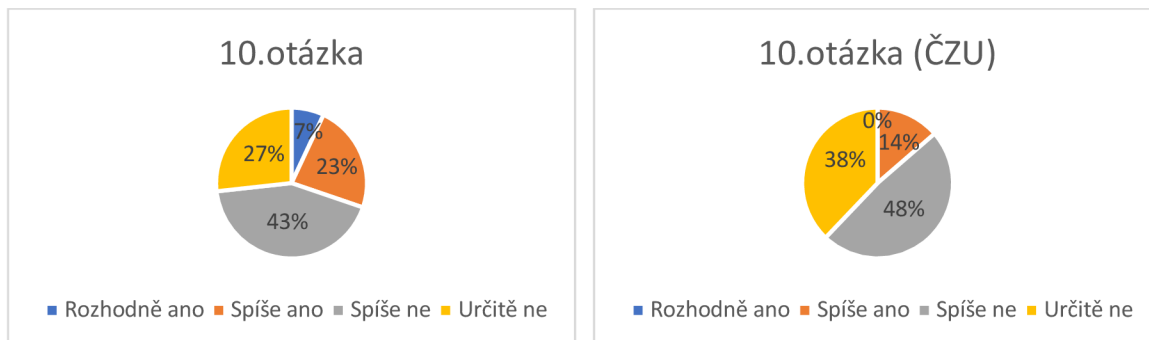 10.otázka
7%
23%
43%
27%
Rozhodně ano Spíše ano Spíše ne Určitě ne
10.otázka (ČZU)
0%
14%
48%
38%
Rozhodně ano Spíše ano Spíše ne Určitě ne